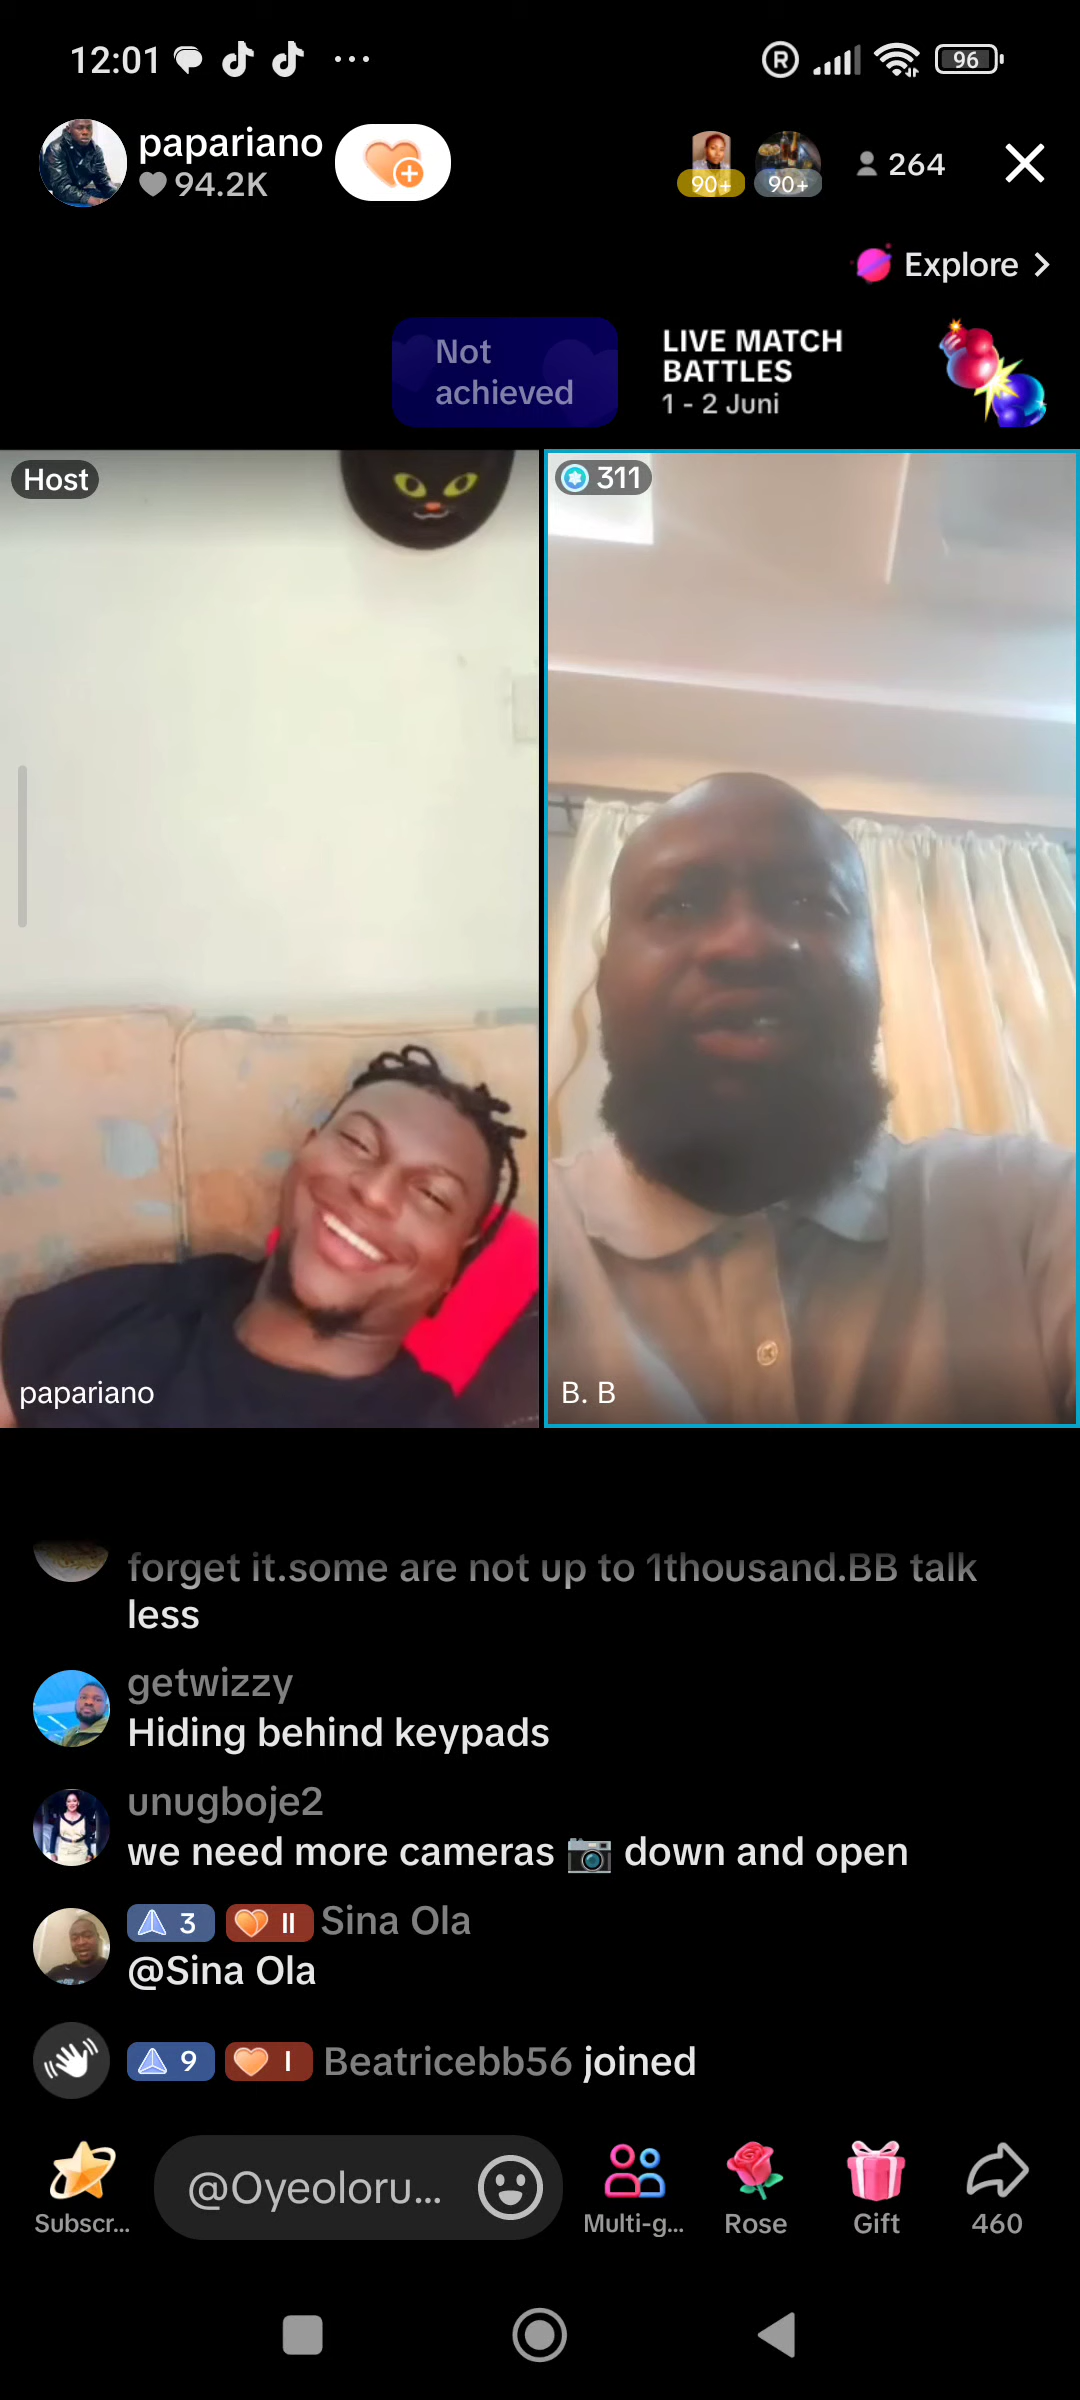 12:01
R
96
papariano
94.2K
90+
90+
264
Explore
Not
achieved
LIVE MATCH
BATTLES
1 - 2 Juni
Host
311
papariano
B. B
forget it.some are not up to 1thousand.BB talk
less
getwizzy
Hiding behind keypads
unugboje2
we need more cameras 📷 down and open
3 II Sina Ola
@Sina Ola
9 I Beatricebb56 joined
@Oyeoloru...
Subscr...
Multi-g...
Rose
Gift
460